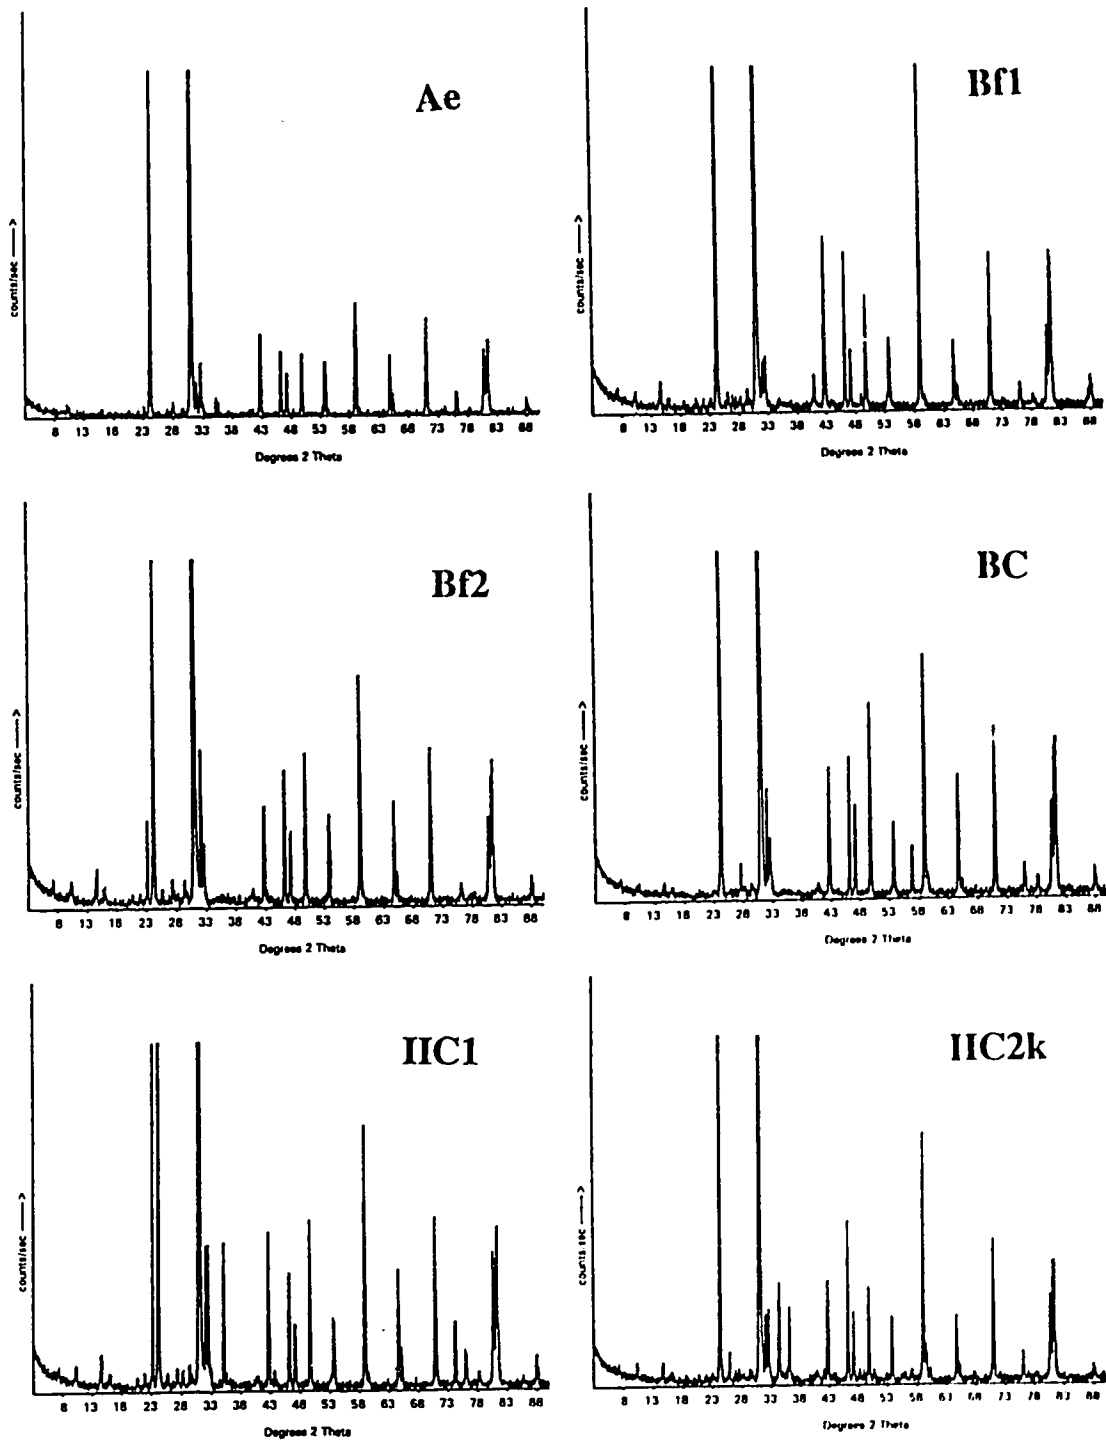 Ae
counts/sec ——>
8 13 18 23 28 33 38 43 48 53 58 63 68 73 78 83 88
Degrees 2 Theta
Bf1
counts/sec ——>
8 13 18 23 28 33 38 43 48 53 58 63 68 73 78 83 88
Degrees 2 Theta
Bf2
counts/sec ——>
8 13 18 23 28 33 38 43 48 53 58 63 68 73 78 83 88
Degrees 2 Theta
BC
counts/sec ——>
8 13 18 23 28 33 38 43 48 53 58 63 68 73 78 83 88
Degrees 2 Theta
IIC1
counts/sec ——>
8 13 18 23 28 33 38 43 48 53 58 63 68 73 78 83 88
Degrees 2 Theta
IIC2k
counts/sec ——>
8 13 18 23 28 33 38 43 48 53 58 63 68 73 78 83 88
Degrees 2 Theta